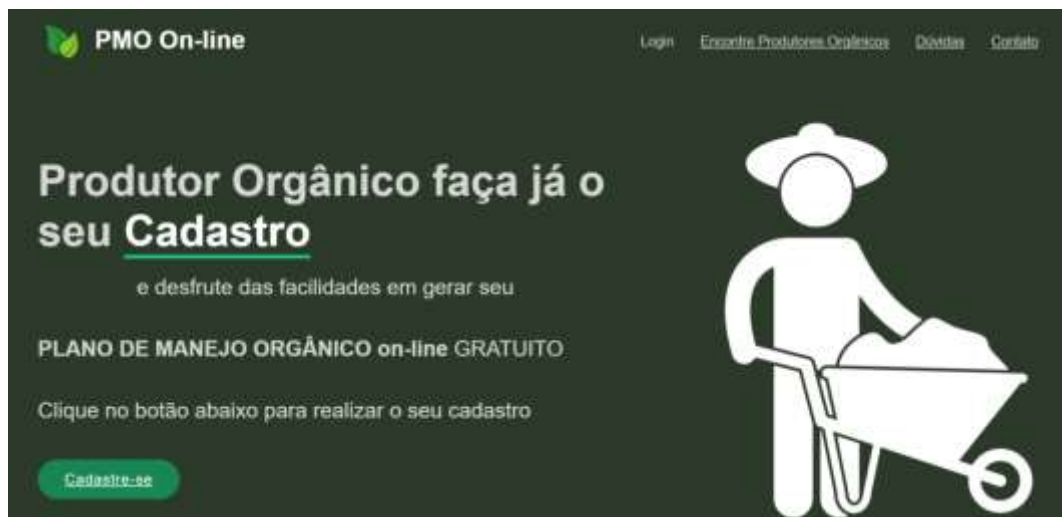 PMO On-line
Login Encontre Produtores Orgânicos Dúvidas Contato
Produtor Orgânico faça já o
seu Cadastro
e desfrute das facilidades em gerar seu
PLANO DE MANEJO ORGÂNICO on-line GRATUITO
Clique no botão abaixo para realizar o seu cadastro
Cadastre-se